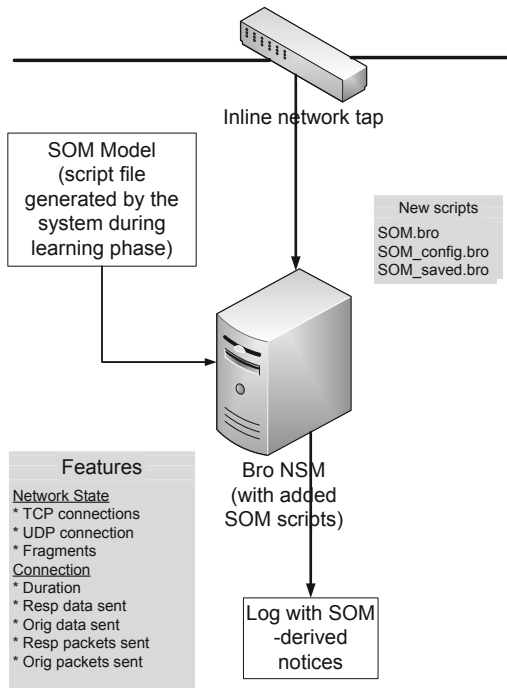 Inline network tap
SOM Model
(script file
generated by the
system during
learning phase)
New scripts
SOM.bro
SOM_config.bro
SOM_saved.bro
Bro NSM
(with added
SOM scripts)
Features
Network State
* TCP connections
* UDP connection
* Fragments
Connection
* Duration
* Resp data sent
* Orig data sent
* Resp packets sent
* Orig packets sent
Log with SOM
-derived
notices